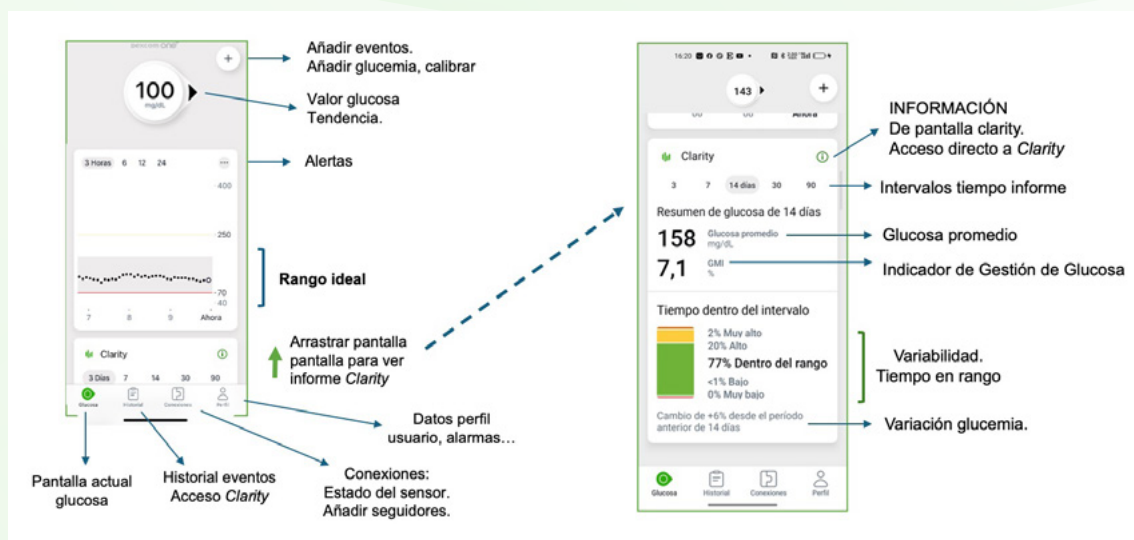 Añadir eventos.
Añadir glucemia, calibrar
+
100
mg/dL
Valor glucosa
Tendencia.
3 Horas 6 12 24
Alertas
400
250
Rango ideal
70
40
7 8 9 Ahora
Clarity
3 Días 7 14 30 90
Arrastrar pantalla
pantalla para ver
informe Clarity
Glucosa Historial Conexiones Perfil
Datos perfil
usuario, alarmas…
Pantalla actual
glucosa
Historial eventos
Acceso Clarity
Conexiones:
Estado del sensor.
Añadir seguidores.
16:20
143
+
Ahora
INFORMACIÓN
De pantalla clarity.
Acceso directo a Clarity
Clarity
3 7 14 días 30 90
Intervalos tiempo informe
Resumen de glucosa de 14 días
158 Glucosa promedio
mg/dL
Glucosa promedio
7,1 GMI
%
Indicador de Gestión de Glucosa
Tiempo dentro del intervalo
2% Muy alto
20% Alto
77% Dentro del rango
<1% Bajo
0% Muy bajo
Variabilidad.
Tiempo en rango
Cambio de +6% desde el período
anterior de 14 días
Variación glucemia.
Glucosa Historial Conexiones Perfil